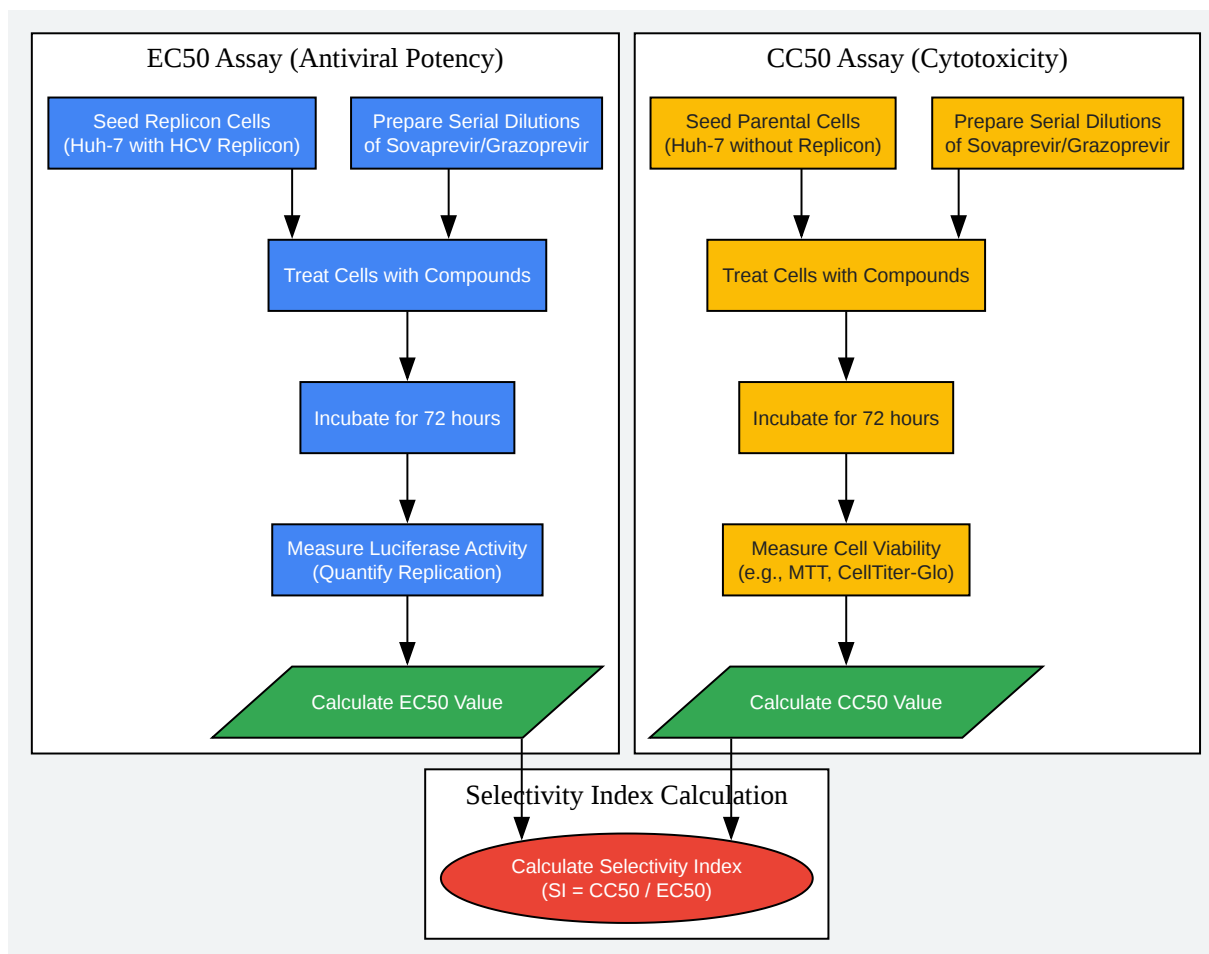 EC50 Assay (Antiviral Potency)
Seed Replicon Cells
(Huh-7 with HCV Replicon)
Prepare Serial Dilutions
of Sovaprevir/Grazoprevir
Treat Cells with Compounds
Incubate for 72 hours
Measure Luciferase Activity
(Quantify Replication)
Calculate EC50 Value
CC50 Assay (Cytotoxicity)
Seed Parental Cells
(Huh-7 without Replicon)
Prepare Serial Dilutions
of Sovaprevir/Grazoprevir
Treat Cells with Compounds
Incubate for 72 hours
Measure Cell Viability
(e.g., MTT, CellTiter-Glo)
Calculate CC50 Value
Selectivity Index Calculation
Calculate Selectivity Index
(SI = CC50 / EC50)